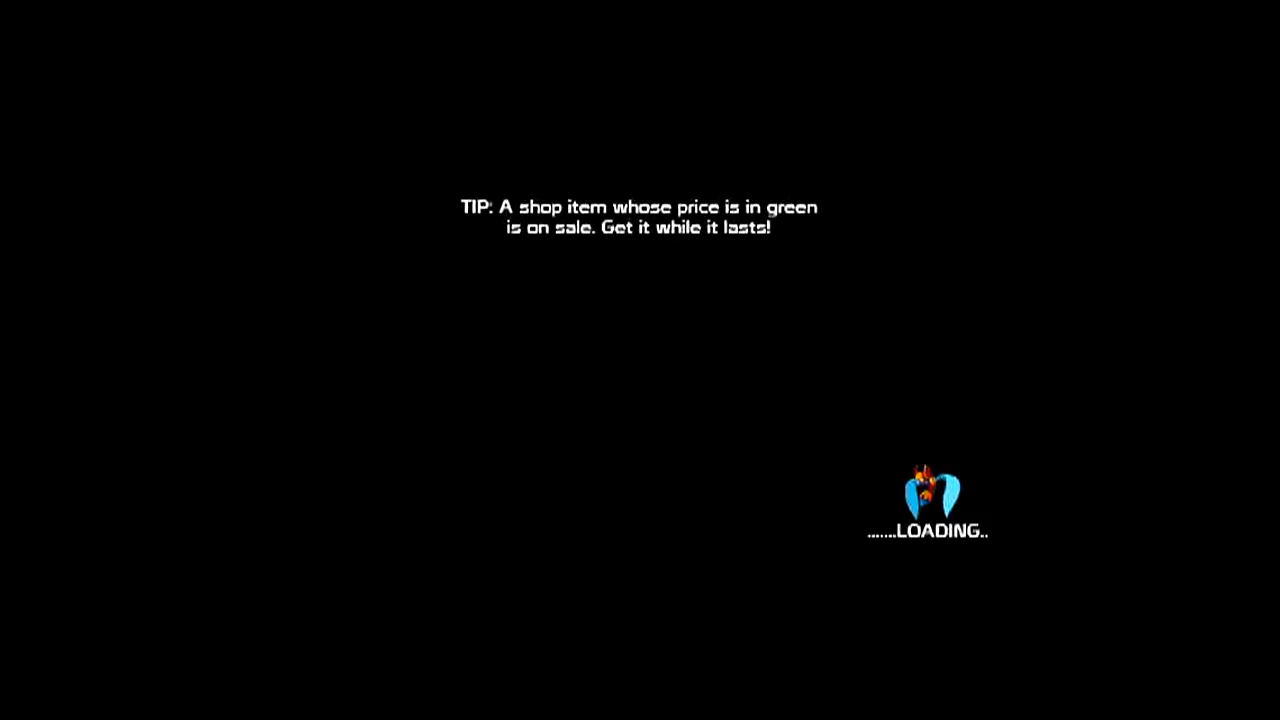 TIP: A shop item whose price is in green
is on sale. Get it while it lasts!
.......LOADING..